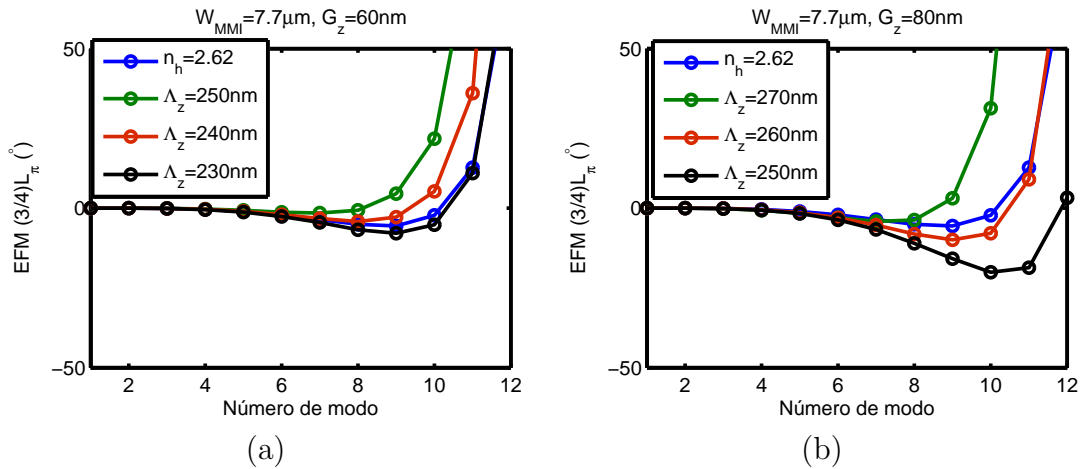 W_MMI=7.7μm, G_z=60nm
50
0
−50
EFM (3/4)L_π (°)
n_h=2.62
Λ_z=250nm
Λ_z=240nm
Λ_z=230nm
2 4 6 8 10 12
Número de modo
(a)
W_MMI=7.7μm, G_z=80nm
50
0
−50
EFM (3/4)L_π (°)
n_h=2.62
Λ_z=270nm
Λ_z=260nm
Λ_z=250nm
2 4 6 8 10 12
Número de modo
(b)